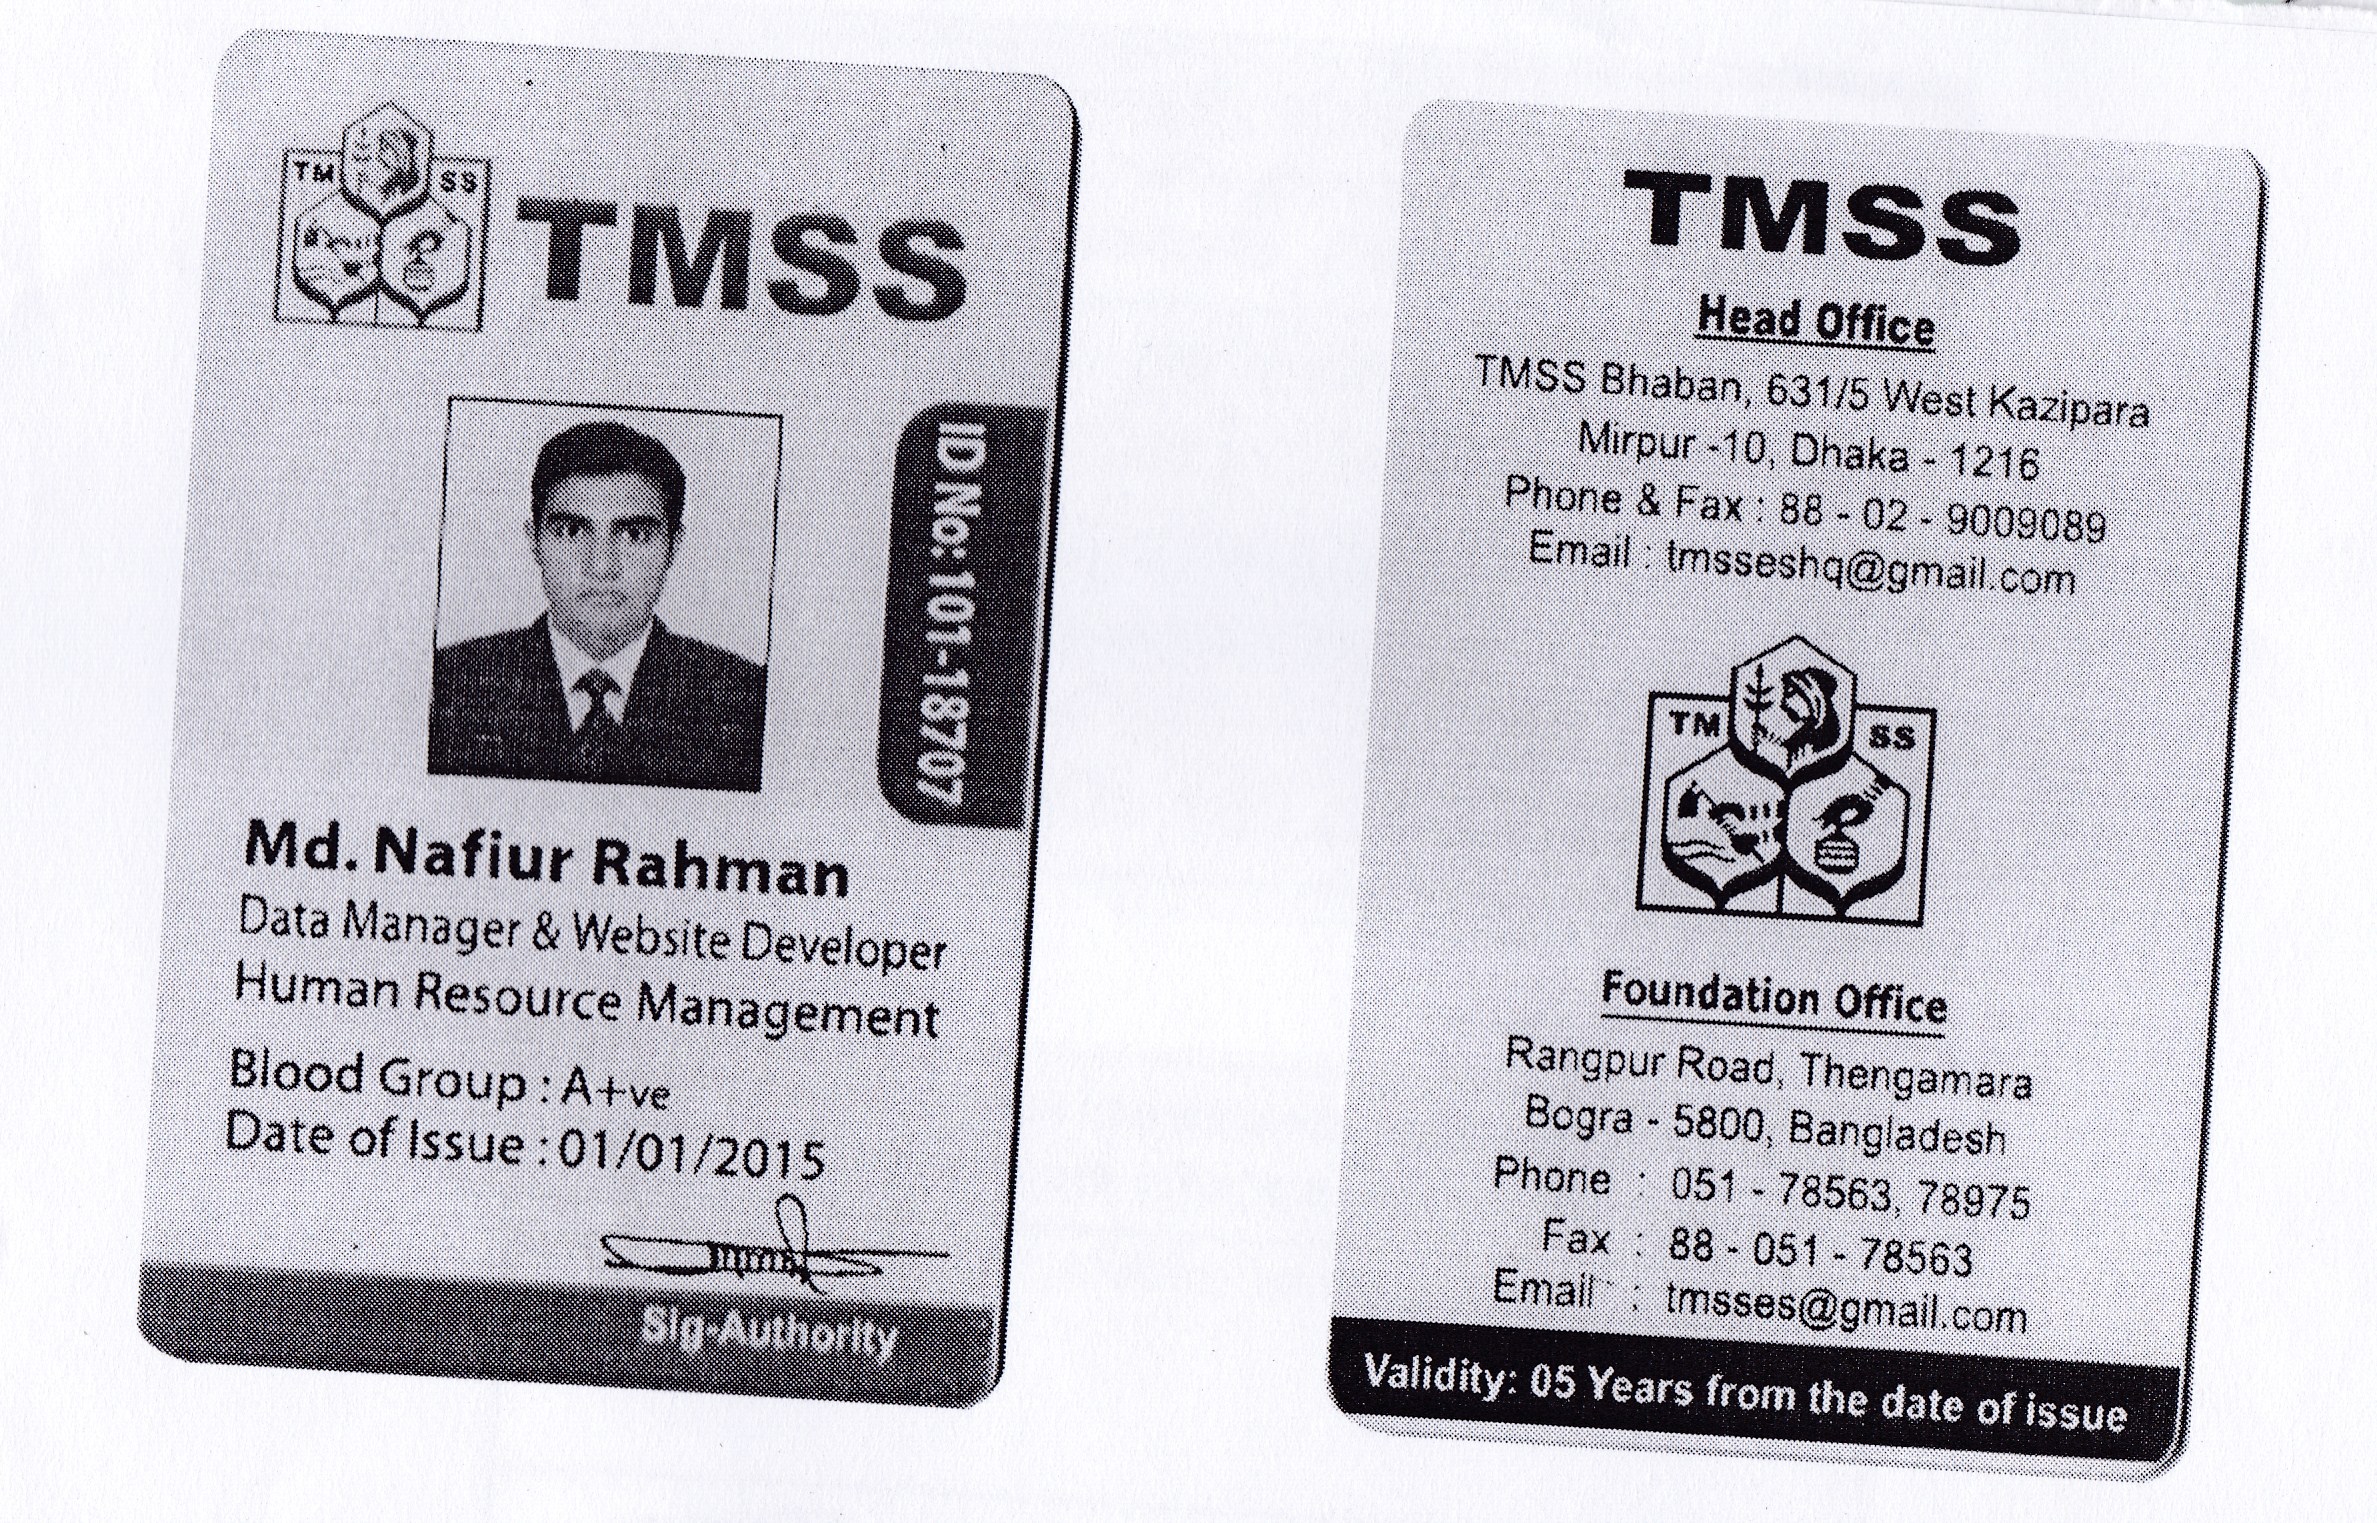 TM SS
TMSS
ID No: 101-18707
Md. Nafiur Rahman
Data Manager & Website Developer
Human Resource Management
Blood Group : A+ve
Date of Issue : 01/01/2015
Sig-Authority
TMSS
Head Office
TMSS Bhaban, 631/5 West Kazipara
Mirpur -10, Dhaka - 1216
Phone & Fax : 88 - 02 - 9009089
Email : tmsseshq@gmail.com
TM SS
Foundation Office
Rangpur Road, Thengamara
Bogra - 5800, Bangladesh
Phone : 051 - 78563, 78975
Fax : 88 - 051 - 78563
Email : tmsses@gmail.com
Validity: 05 Years from the date of issue